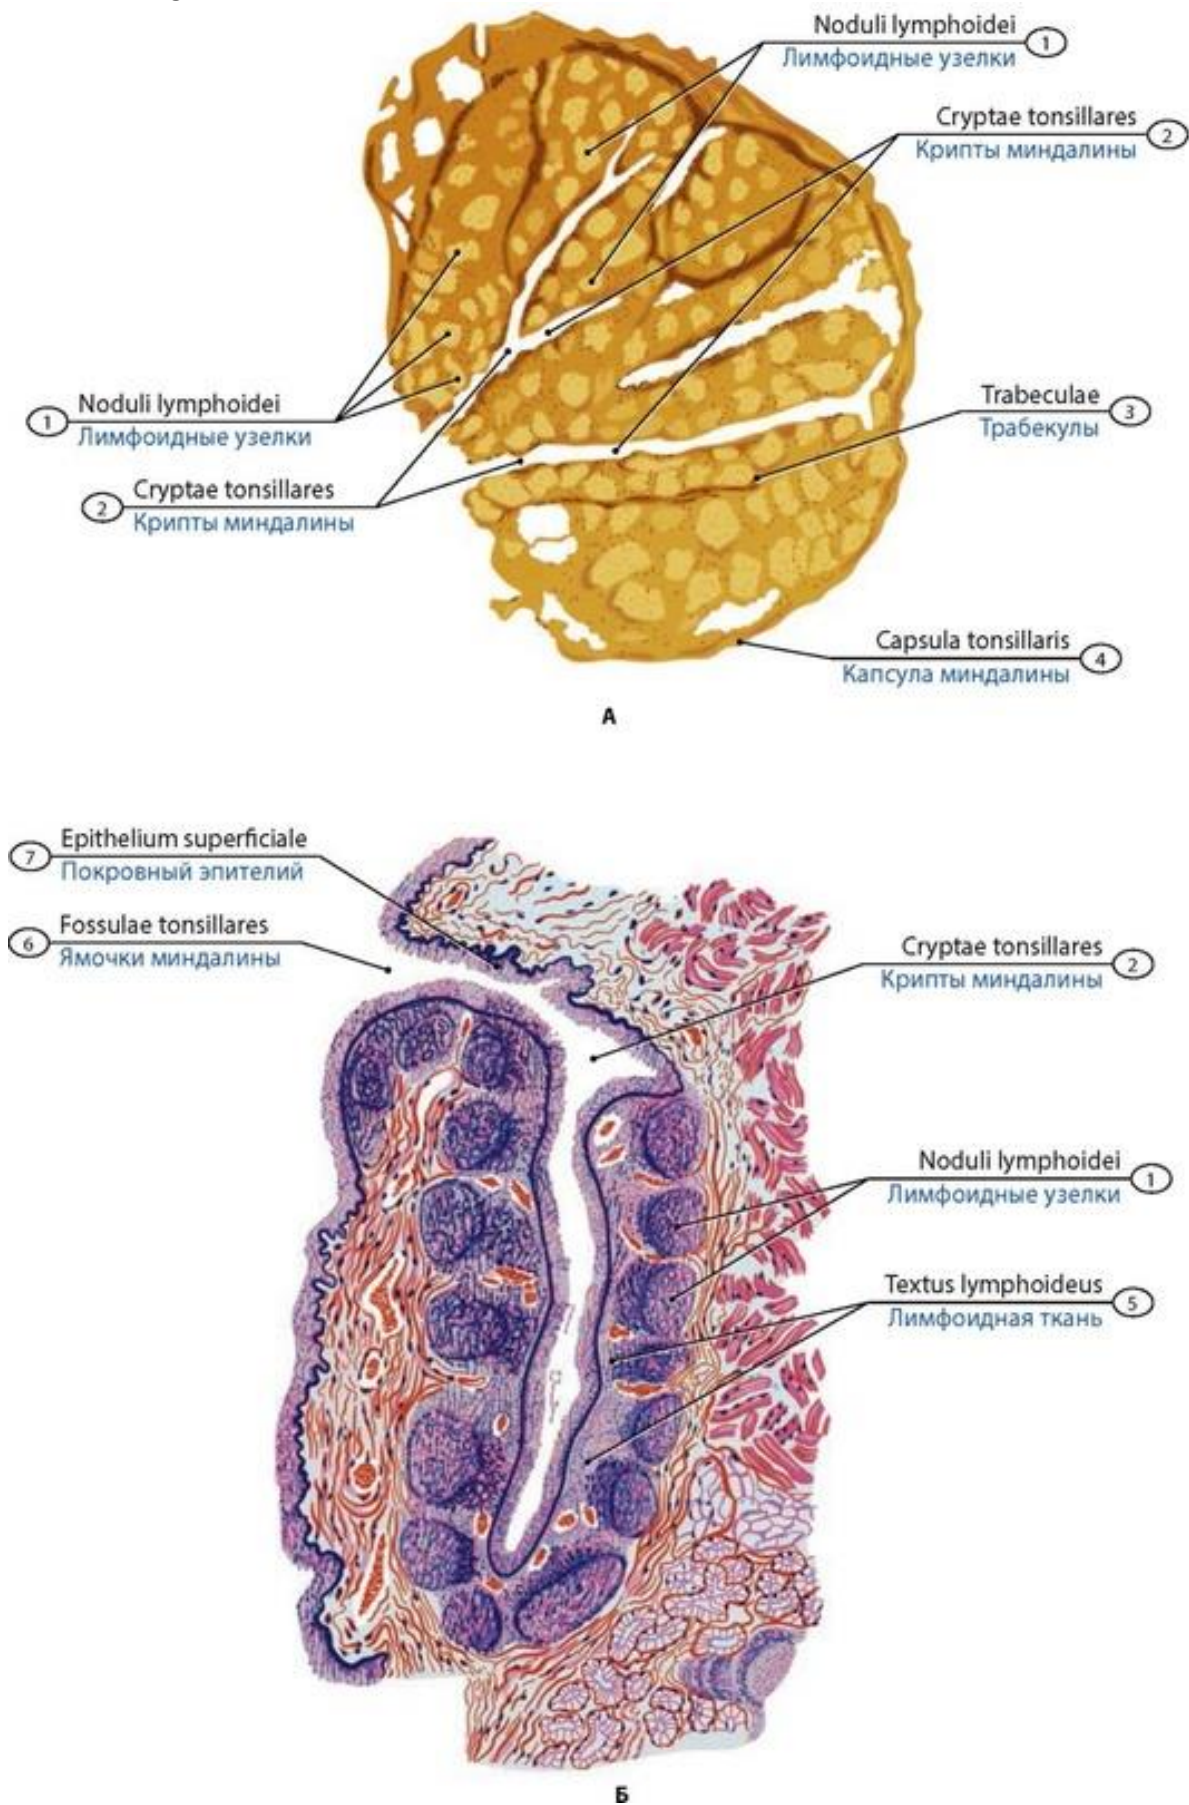 Noduli lymphoidei
1
Лимфоидные узелки
Cryptae tonsillares
2
Крипты миндалины
Trabeculae
3
Трабекулы
1
Noduli lymphoidei
Лимфоидные узелки
2
Cryptae tonsillares
Крипты миндалины
Capsula tonsillaris
4
Капсула миндалины
А
7
Epithelium superficiale
Покровный эпителий
6
Fossulae tonsillares
Ямочки миндалины
Cryptae tonsillares
2
Крипты миндалины
Noduli lymphoidei
1
Лимфоидные узелки
Textus lymphoideus
5
Лимфоидная ткань
Б